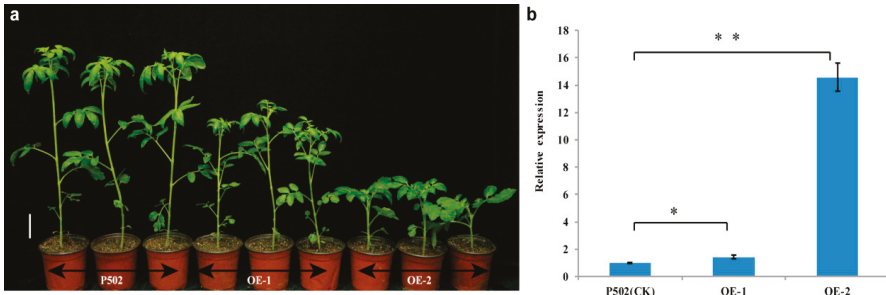 a
P502
OE-1
OE-2
b
Relative expression
18
16
14
12
10
8
6
4
2
0
* *
*
P502(CK)
OE-1
OE-2